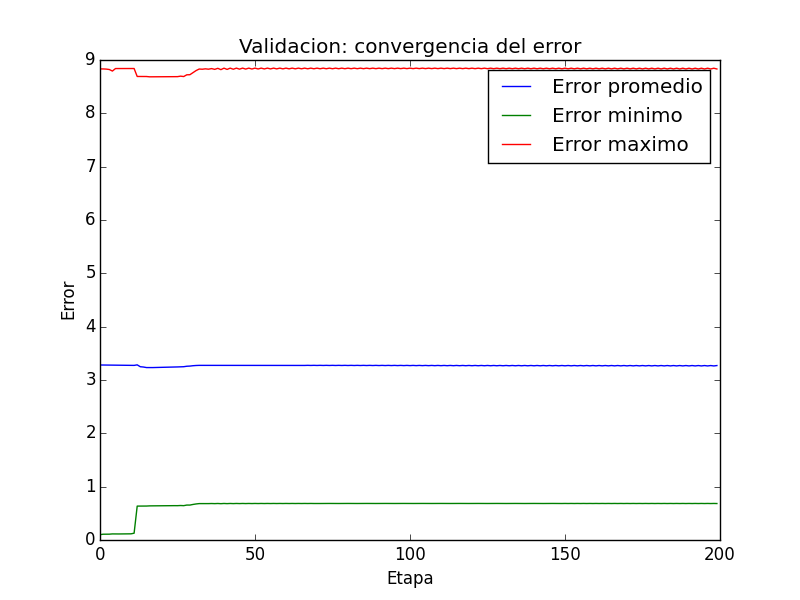 Validacion: convergencia del error
Error promedio
Error minimo
Error maximo
9
8
7
6
5
4
3
2
1
0
Error
0 50 100 150 200
Etapa